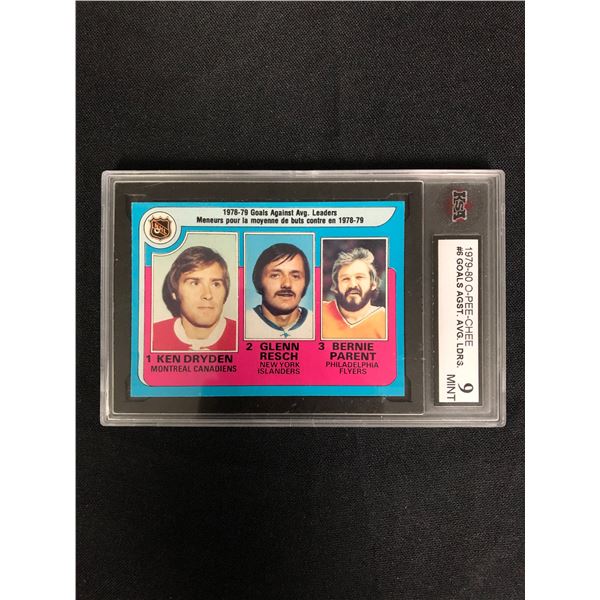 1978-79 Goals Against Avg. Leaders
Meneurs pour la moyenne de buts contre en 1978-79
NHL
1 KEN DRYDEN
MONTREAL CANADIENS
2 GLENN
RESCH
NEW YORK
ISLANDERS
3 BERNIE
PARENT
PHILADELPHIA
FLYERS
KSA
1979-80 O-PEE-CHEE
#6 GOALS AGST. AVG. LDRS.
9
MINT